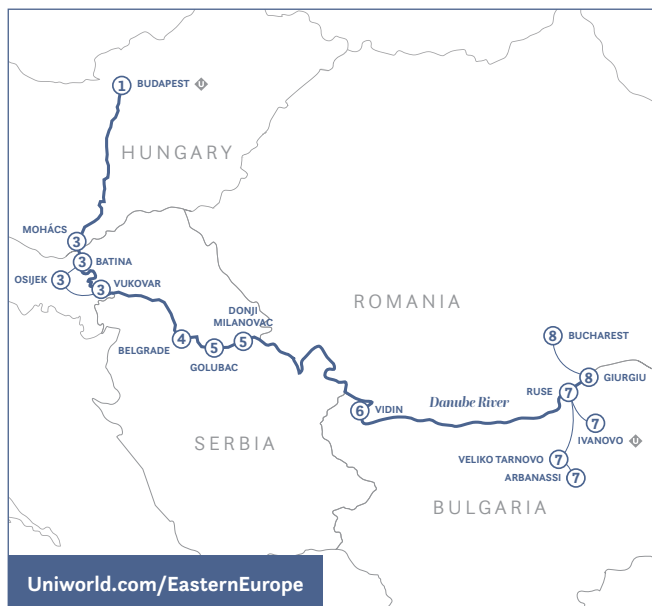 1 BUDAPEST U
HUNGARY
MOHÁCS
3
3 BATINA
OSIJEK 3
3 VUKOVAR
DONJI
MILANOVAC
ROMANIA
8
BUCHAREST
BELGRADE
4
5
5
GOLUBAC
8 GIURGIU
RUSE 7
Danube River
6 VIDIN
7
IVANOVO U
SERBIA
VELIKO TARNOVO 7
ARBANASSI 7
BULGARIA
Uniworld.com/EasternEurope